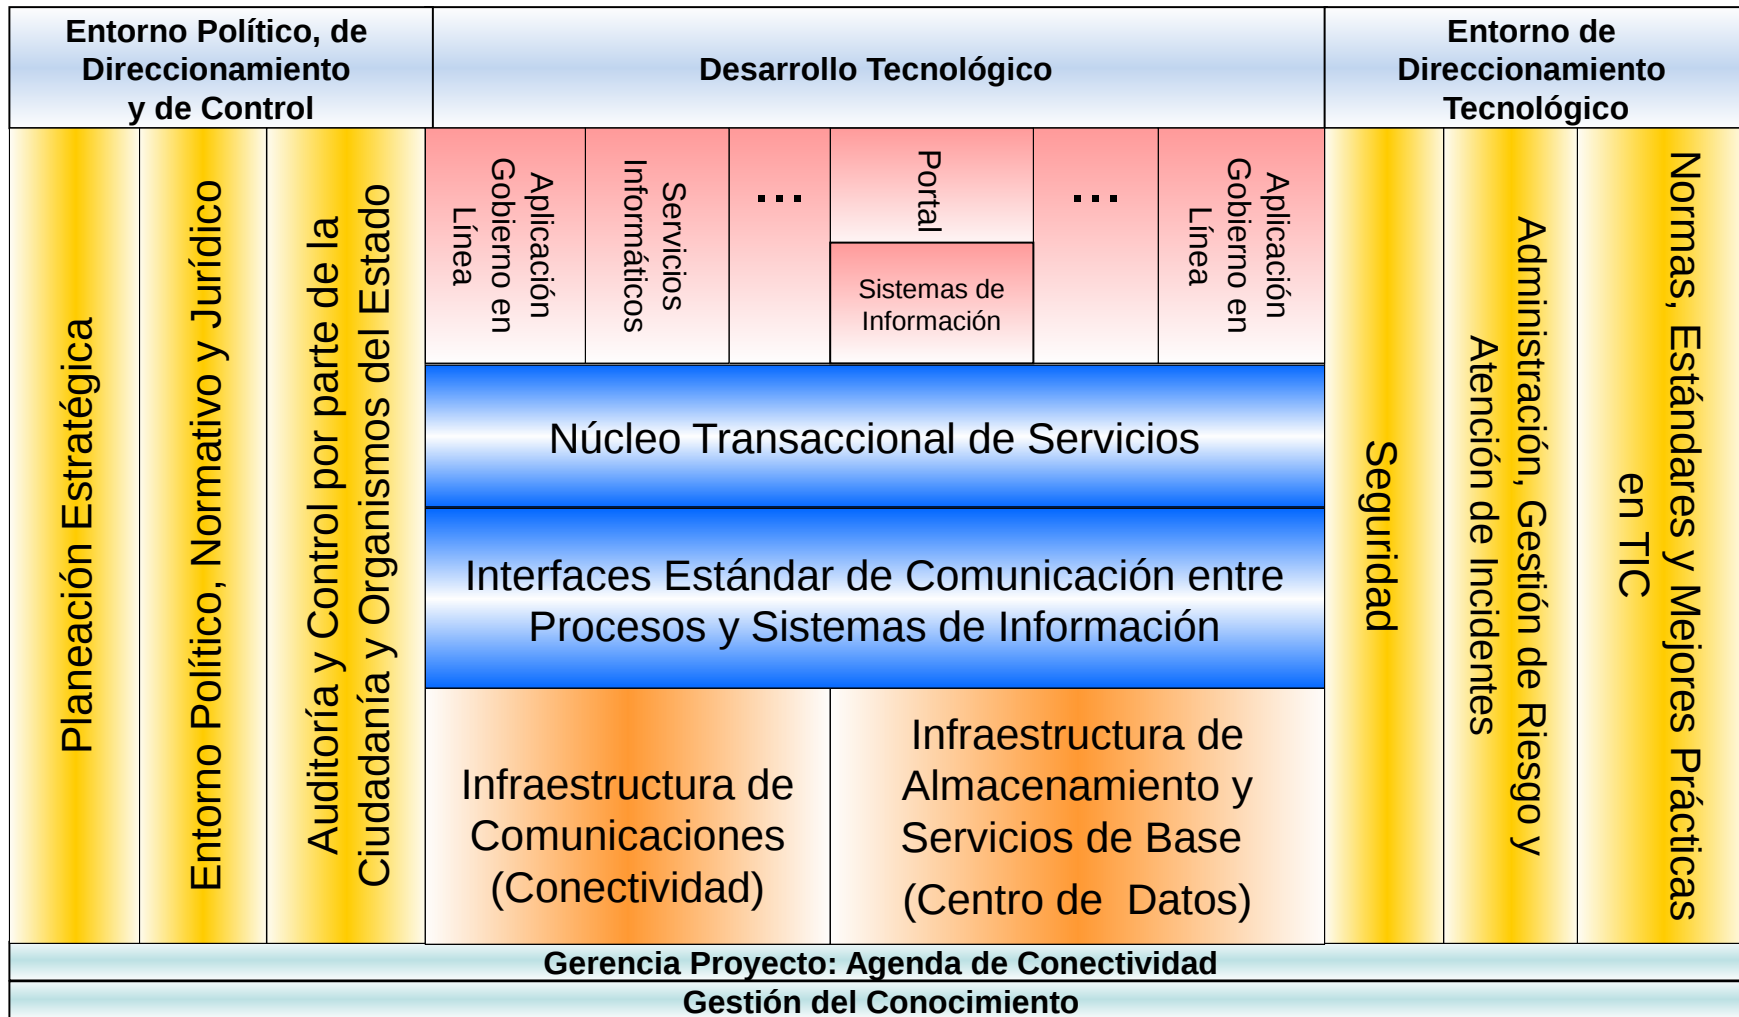 Entorno Político, de
Direccionamiento
y de Control
Desarrollo Tecnológico
Entorno de
Direccionamiento
Tecnológico
Planeación Estratégica
Entorno Político, Normativo y Jurídico
Auditoría y Control por parte de la
Ciudadanía y Organismos del Estado
Aplicación
Gobierno en
Línea
Servicios
Informáticos
...
Portal
Sistemas de
Información
...
Aplicación
Gobierno en
Línea
Núcleo Transaccional de Servicios
Interfaces Estándar de Comunicación entre
Procesos y Sistemas de Información
Infraestructura de
Comunicaciones
(Conectividad)
Infraestructura de
Almacenamiento y
Servicios de Base
(Centro de Datos)
Seguridad
Administración, Gestión de Riesgo y
Atención de Incidentes
Normas, Estándares y Mejores Prácticas
en TIC
Gerencia Proyecto: Agenda de Conectividad
Gestión del Conocimiento